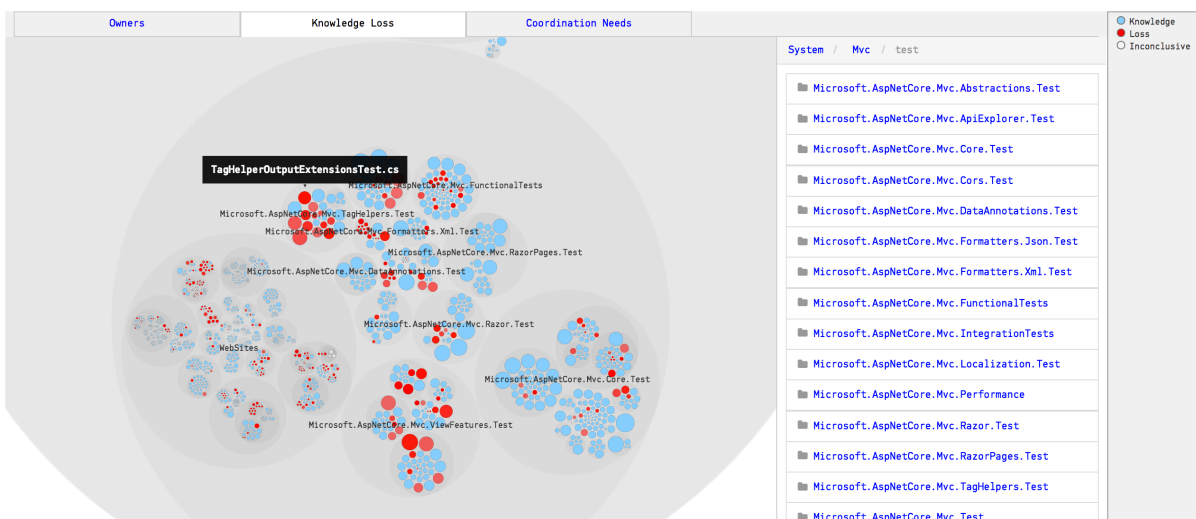 Owners
Knowledge Loss
Coordination Needs
Knowledge
Loss
Inconclusive
System / Mvc / test
TagHelperOutputExtensionsTest.cs
Microsoft.AspNetCore.Mvc.FunctionalTests
Microsoft.AspNetCore.Mvc.TagHelpers.Test
Microsoft.AspNetCore.Mvc.Formatters.Xml.Test
Microsoft.AspNetCore.Mvc.RazorPages.Test
Microsoft.AspNetCore.Mvc.DataAnnotations.Test
Microsoft.AspNetCore.Mvc.Razor.Test
WebSites
Microsoft.AspNetCore.Mvc.Core.Test
Microsoft.AspNetCore.Mvc.ViewFeatures.Test
Microsoft.AspNetCore.Mvc.Abstractions.Test
Microsoft.AspNetCore.Mvc.ApiExplorer.Test
Microsoft.AspNetCore.Mvc.Core.Test
Microsoft.AspNetCore.Mvc.Cors.Test
Microsoft.AspNetCore.Mvc.DataAnnotations.Test
Microsoft.AspNetCore.Mvc.Formatters.Json.Test
Microsoft.AspNetCore.Mvc.Formatters.Xml.Test
Microsoft.AspNetCore.Mvc.FunctionalTests
Microsoft.AspNetCore.Mvc.IntegrationTests
Microsoft.AspNetCore.Mvc.Localization.Test
Microsoft.AspNetCore.Mvc.Performance
Microsoft.AspNetCore.Mvc.Razor.Test
Microsoft.AspNetCore.Mvc.RazorPages.Test
Microsoft.AspNetCore.Mvc.TagHelpers.Test
Microsoft.AspNetCore.Mvc.Test